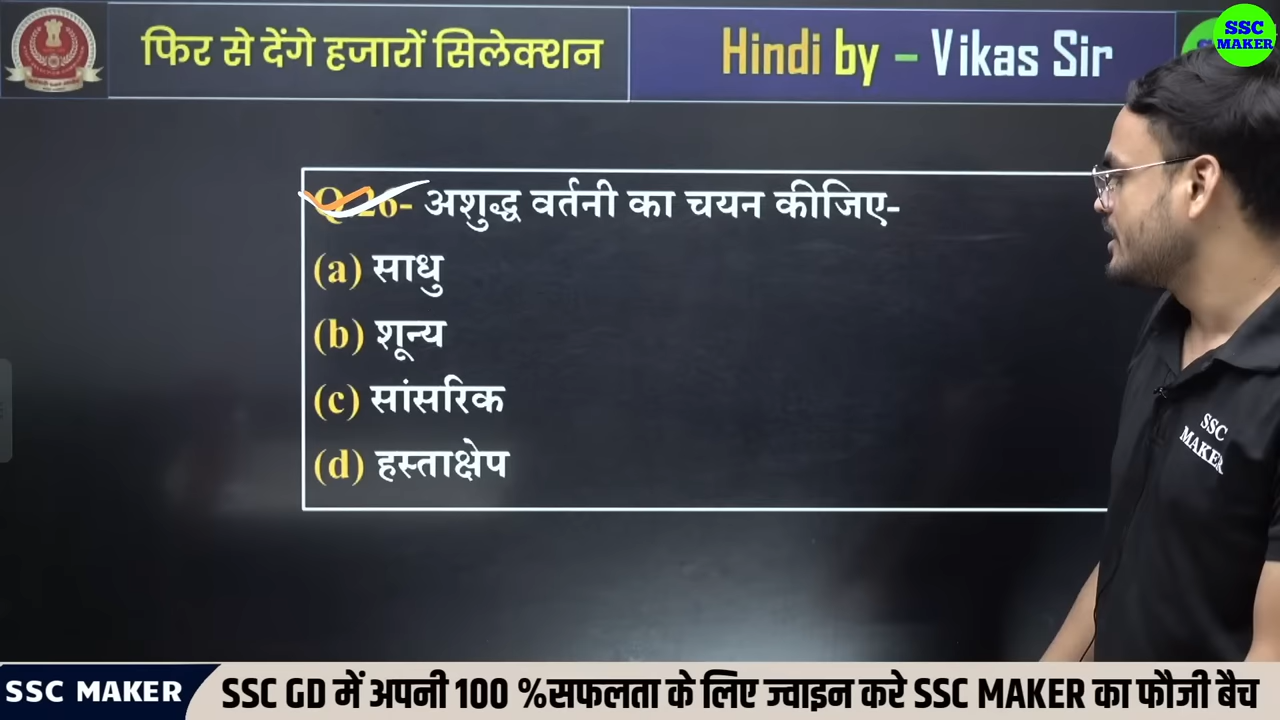 फिर से देंगे हजारों सिलेक्शन
Hindi by – Vikas Sir
SSC
MAKER
Q.26- अशुद्ध वर्तनी का चयन कीजिए-
(a) साधु
(b) शून्य
(c) सांसरिक
(d) हस्ताक्षेप
SSC
MAKER
SSC MAKER
SSC GD में अपनी 100 %सफलता के लिए ज्वाइन करे SSC MAKER का फौजी बैच